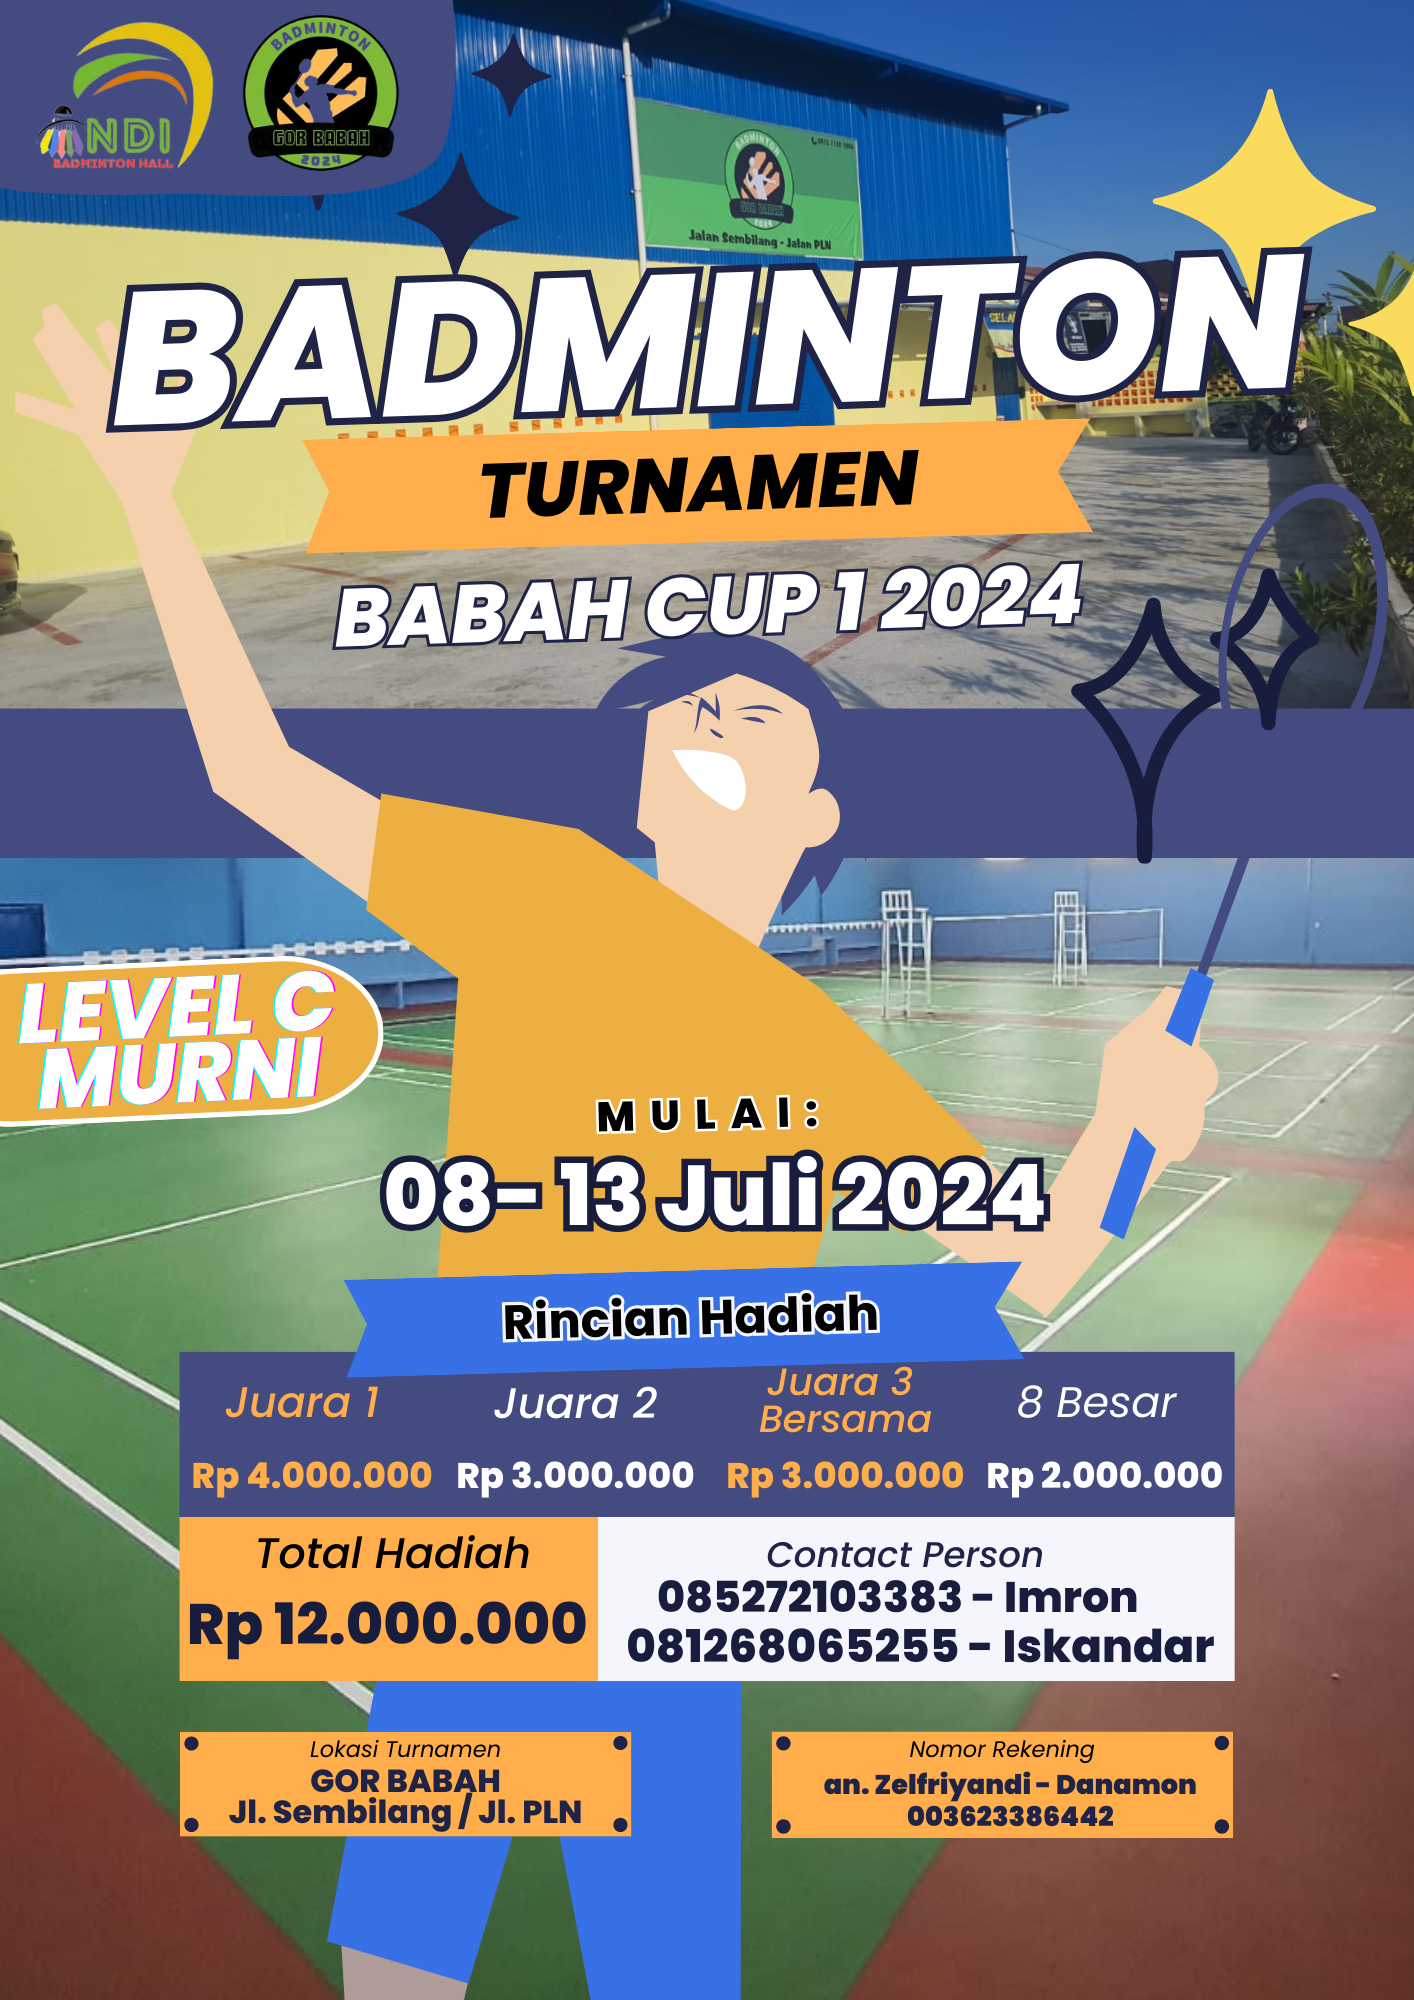 NDI
BADMINTON HALL
BADMINTON
GOR BABAH
2024
BADMINTON
GOR BABAH
Jalan Sembilang - Jalan PLN
BADMINTON
TURNAMEN
BABAH CUP 1 2024
LEVEL C
MURNI
MULAI:
08- 13 Juli 2024
Rincian Hadiah
Juara 1
Juara 2
Juara 3
Bersama
8 Besar
Rp 4.000.000
Rp 3.000.000
Rp 3.000.000
Rp 2.000.000
Total Hadiah
Rp 12.000.000
Contact Person
085272103383 - Imron
081268065255 - Iskandar
Lokasi Turnamen
GOR BABAH
Jl. Sembilang / Jl. PLN
Nomor Rekening
an. Zelfriyandi - Danamon
003623386442